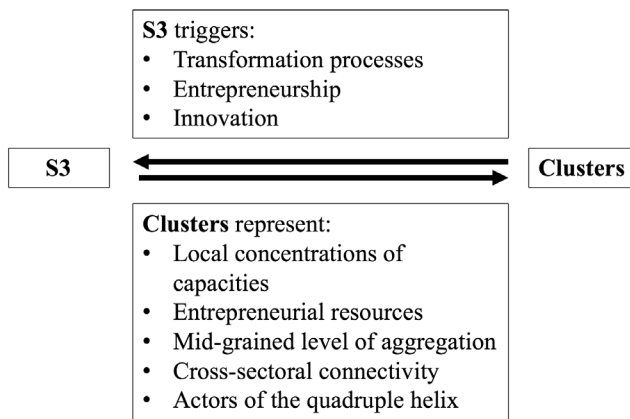 S3 triggers:
• Transformation processes
• Entrepreneurship
• Innovation
S3
Clusters
Clusters represent:
• Local concentrations of
capacities
• Entrepreneurial resources
• Mid-grained level of aggregation
• Cross-sectoral connectivity
• Actors of the quadruple helix